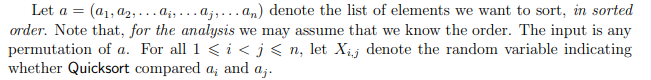 Let a = (a₁, a₂, . . . aᵢ, . . . aⱼ, . . . aₙ) denote the list of elements we want to sort, in sorted
order. Note that, for the analysis we may assume that we know the order. The input is any
permutation of a. For all 1 ⩽ i < j ⩽ n, let Xᵢ,ⱼ denote the random variable indicating
whether Quicksort compared aᵢ and aⱼ.